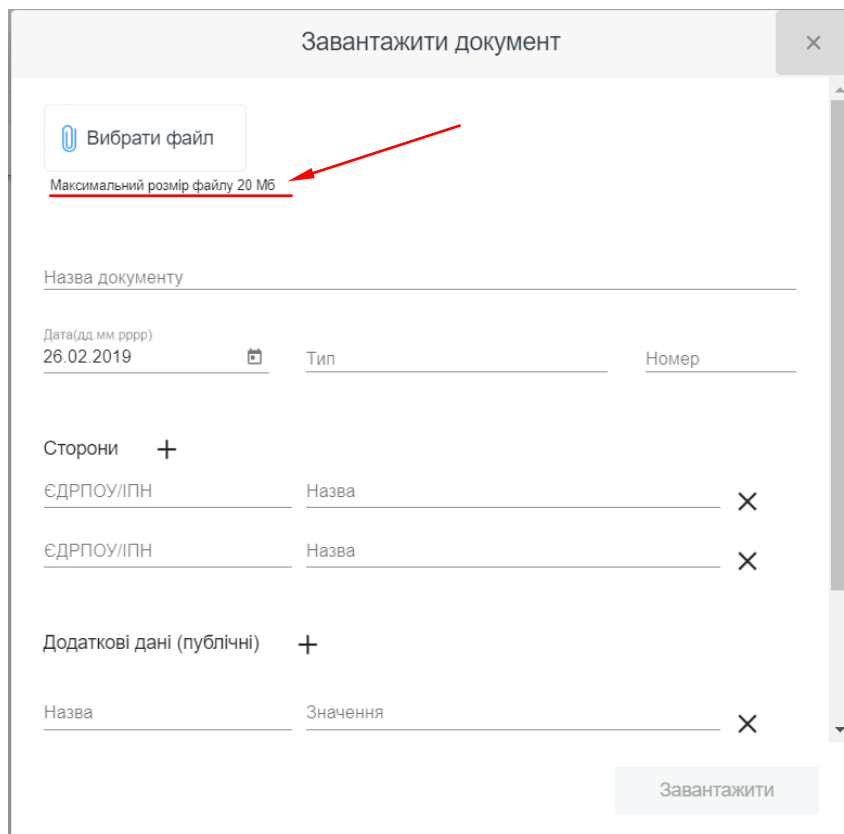 Завантажити документ
Вибрати файл
Максимальний розмір файлу 20 Мб
Назва документу
Дата(дд.мм.рррр)
26.02.2019
Тип
Номер
Сторони
ЄДРПОУ/ІПН Назва
ЄДРПОУ/ІПН Назва
Додаткові дані (публічні)
Назва Значення
Завантажити